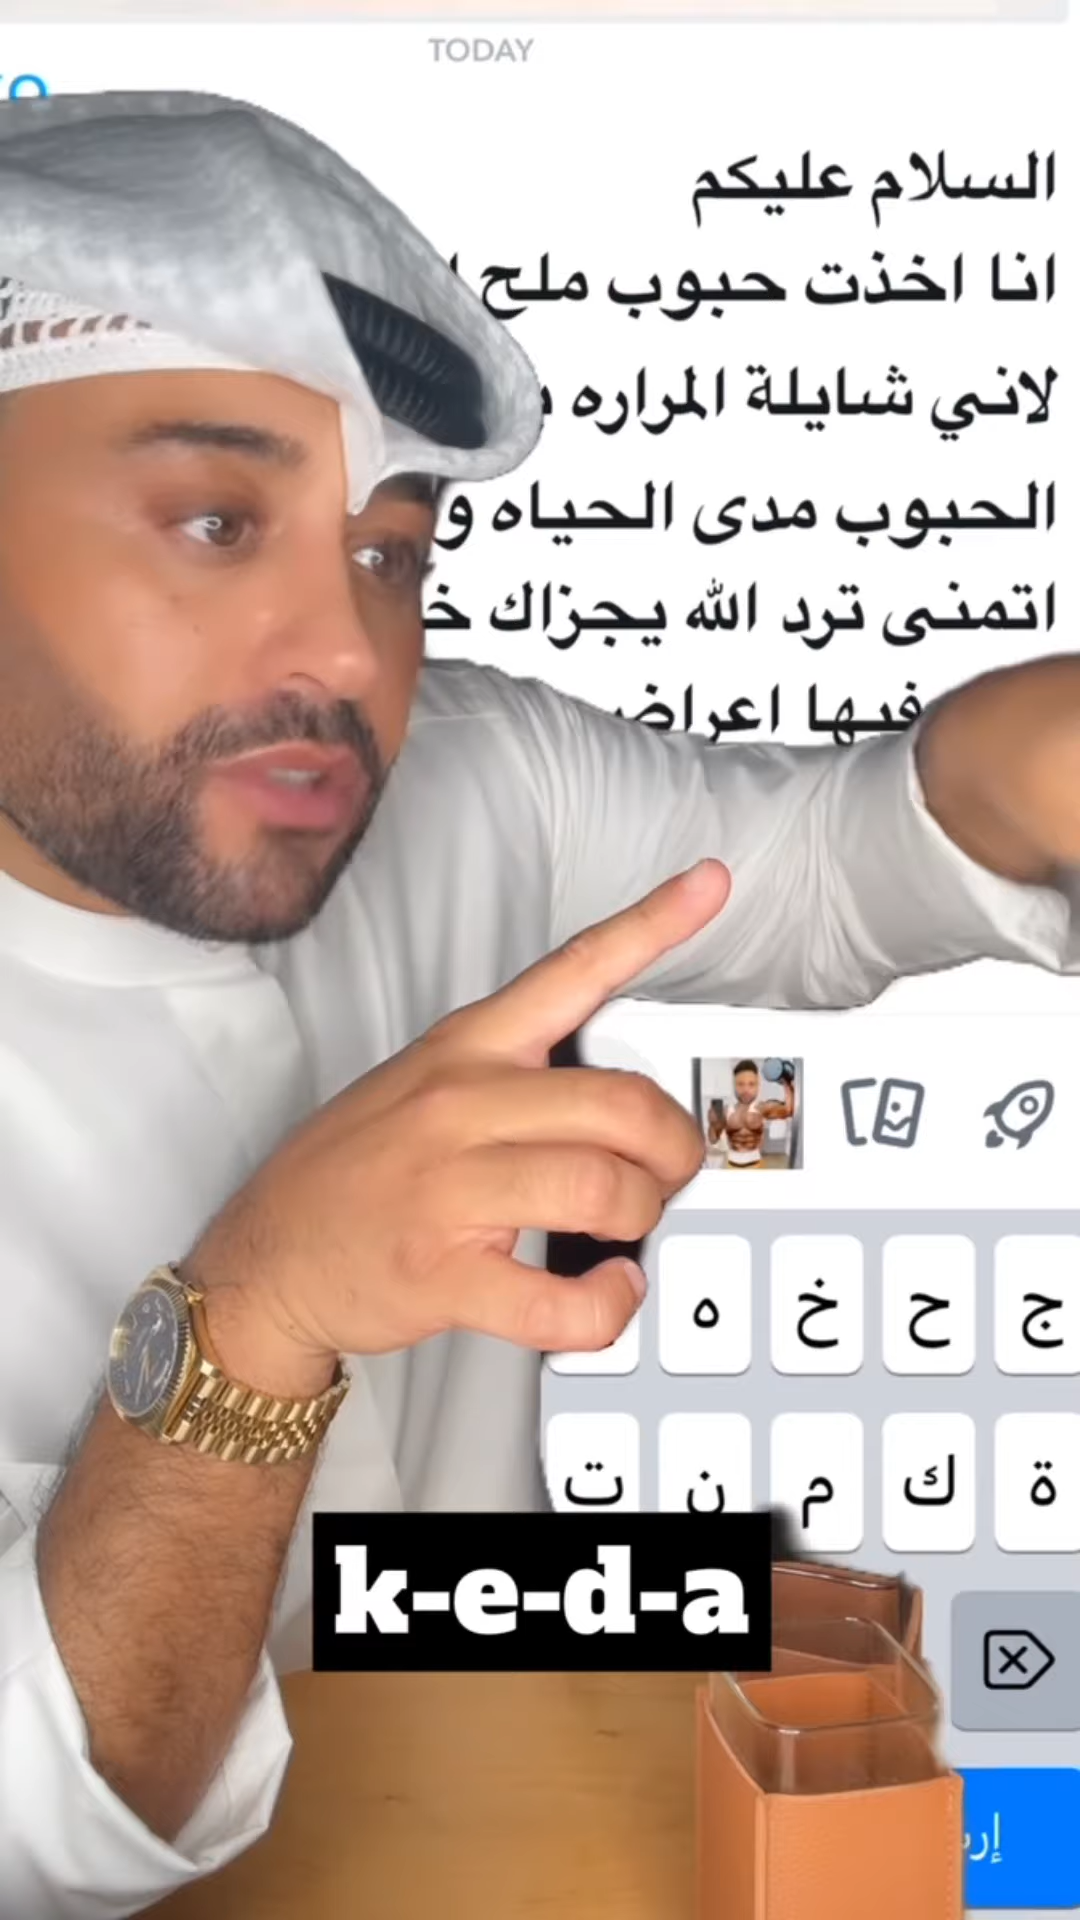 TODAY
السلام عليكم
انا اخذت حبوب ملح
لاني شايلة المراره
الحبوب مدى الحياه و
اتمنى ترد الله يجزاك
فيها اعراض
ه خ ح ج
ت ن م ك ة
k-e-d-a